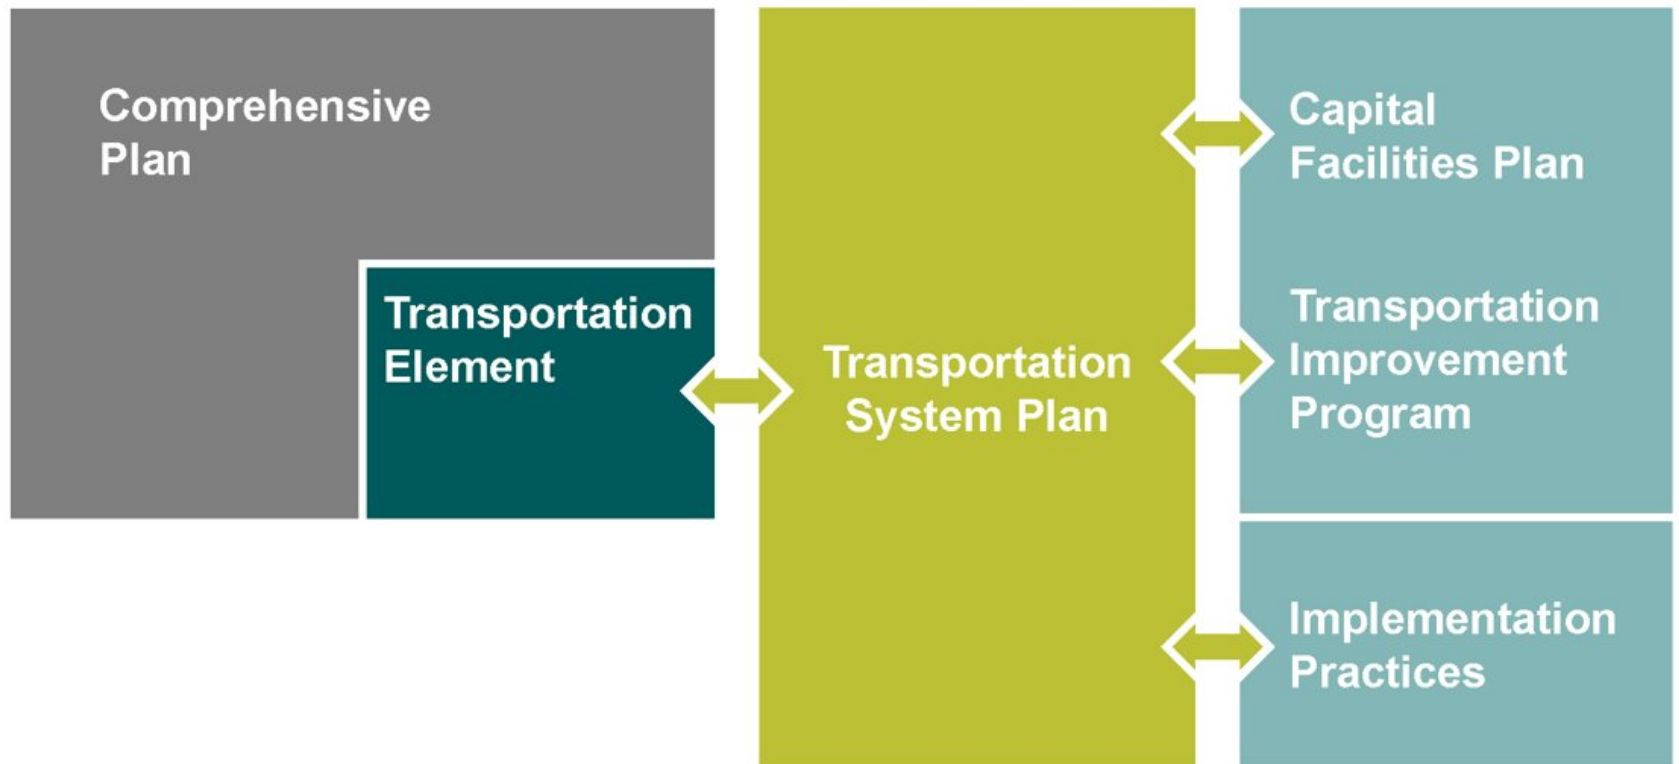 Comprehensive
Plan
Transportation
Element
Transportation
System Plan
Capital
Facilities Plan
Transportation
Improvement
Program
Implementation
Practices